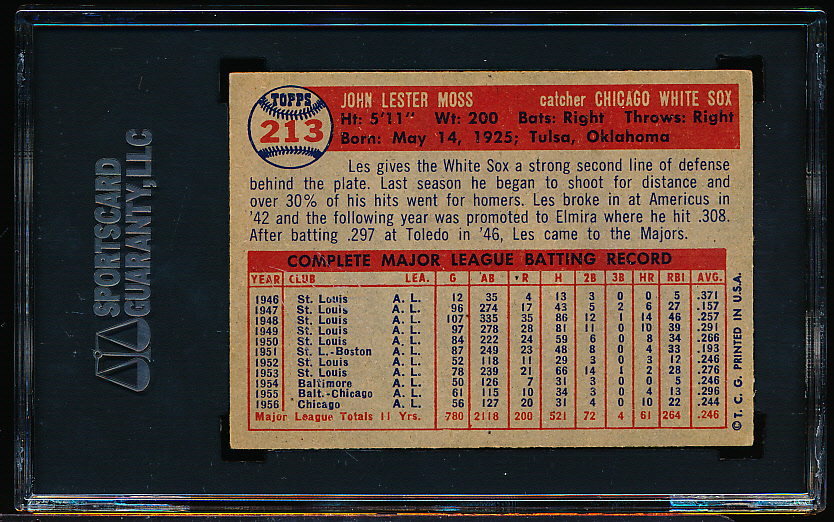 SPORTSCARD
GUARANTY, LLC
TOPPS
213
JOHN LESTER MOSS catcher CHICAGO WHITE SOX
Ht: 5'11" Wt: 200 Bats: Right Throws: Right
Born: May 14, 1925; Tulsa, Oklahoma
Les gives the White Sox a strong second line of defense
behind the plate. Last season he began to shoot for distance and
over 30% of his hits went for homers. Les broke in at Americus in
'42 and the following year was promoted to Elmira where he hit .308.
After batting .297 at Toledo in '46, Les came to the Majors.
COMPLETE MAJOR LEAGUE BATTING RECORD
YEAR CLUB LEA. G AB R H 2B 3B HR RBI AVG.
1946 St. Louis A. L. 12 35 4 13 3 0 0 5 .371
1947 St. Louis A. L. 96 274 17 43 5 2 6 27 .157
1948 St. Louis A. L. 107 335 35 86 12 1 14 46 .257
1949 St. Louis A. L. 97 278 28 81 11 0 10 39 .291
1950 St. Louis A. L. 84 222 24 59 6 0 8 34 .266
1951 St. L.-Boston A. L. 87 249 23 48 8 0 4 33 .193
1952 St. Louis A. L. 52 118 11 29 3 0 3 12 .246
1953 St. Louis A. L. 78 239 21 66 14 1 2 28 .276
1954 Baltimore A. L. 50 126 7 31 3 0 0 5 .246
1955 Balt.-Chicago A. L. 61 115 10 34 3 0 4 13 .296
1956 Chicago A. L. 56 127 20 31 4 0 10 22 .244
Major League Totals 11 Yrs. 780 2118 200 521 72 4 61 264 .246
© T. C. G. PRINTED IN U.S.A.